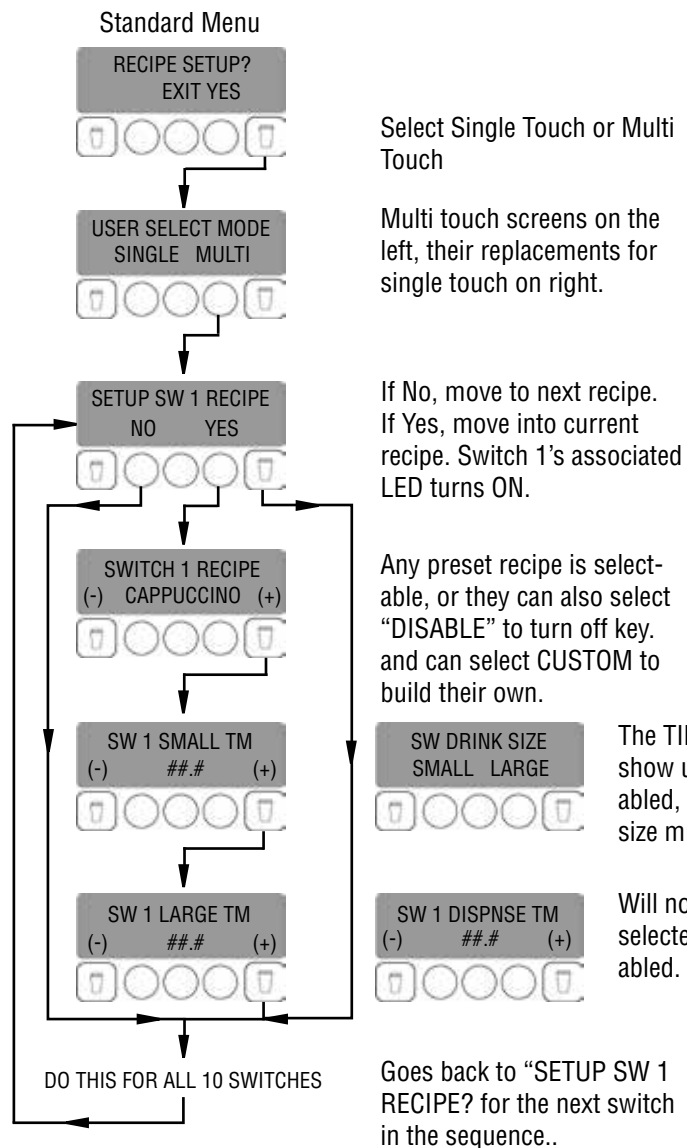 Standard Menu
RECIPE SETUP?
EXIT YES
Select Single Touch or Multi
Touch
USER SELECT MODE
SINGLE MULTI
Multi touch screens on the
left, their replacements for
single touch on right.
SETUP SW 1 RECIPE
NO YES
If No, move to next recipe.
If Yes, move into current
recipe. Switch 1's associated
LED turns ON.
SWITCH 1 RECIPE
(-) CAPPUCCINO (+)
Any preset recipe is select-
able, or they can also select
“DISABLE” to turn off key.
and can select CUSTOM to
build their own.
SW 1 SMALL TM
(-) ##.# (+)
SW DRINK SIZE
SMALL LARGE
The
show
abled,
size
SW 1 LARGE TM
(-) ##.# (+)
SW 1 DISPNSE TM
(-) ##.# (+)
Will
abled.
DO THIS FOR ALL 10 SWITCHES
Goes back to “SETUP SW 1
RECIPE? for the next switch
in the sequence..